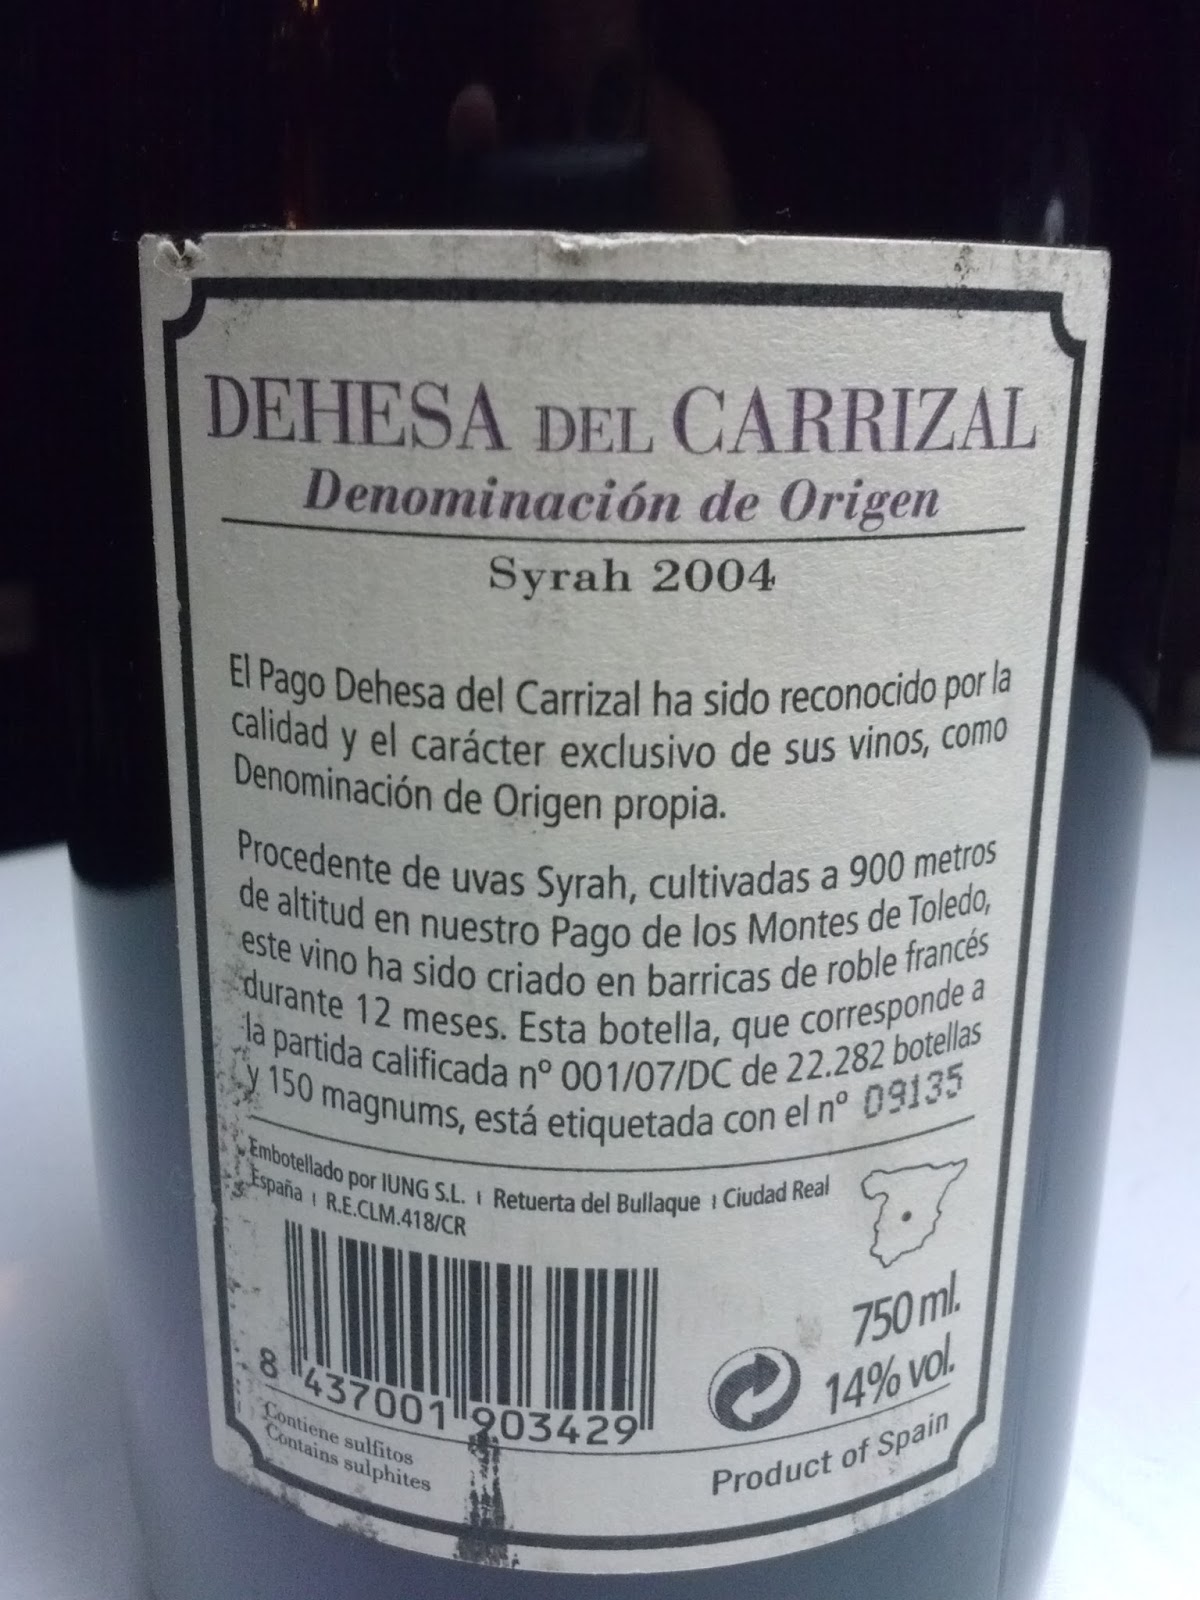 DEHESA DEL CARRIZAL
Denominación de Origen
Syrah 2004
El Pago Dehesa del Carrizal ha sido reconocido por la
calidad y el carácter exclusivo de sus vinos, como
Denominación de Origen propia.
Procedente de uvas Syrah, cultivadas a 900 metros
de altitud en nuestro Pago de los Montes de Toledo,
este vino ha sido criado en barricas de roble francés
durante 12 meses. Esta botella, que corresponde a
la partida calificada nº 001/07/DC de 22.282 botellas
y 150 magnums, está etiquetada con el nº 09135
Embotellado por IUNG S.L. | Retuerta del Bullaque | Ciudad Real
España | R.E.CLM.418/CR
750 ml.
14% vol.
8 437001 903429
Contiene sulfitos
Contains sulphites
Product of Spain